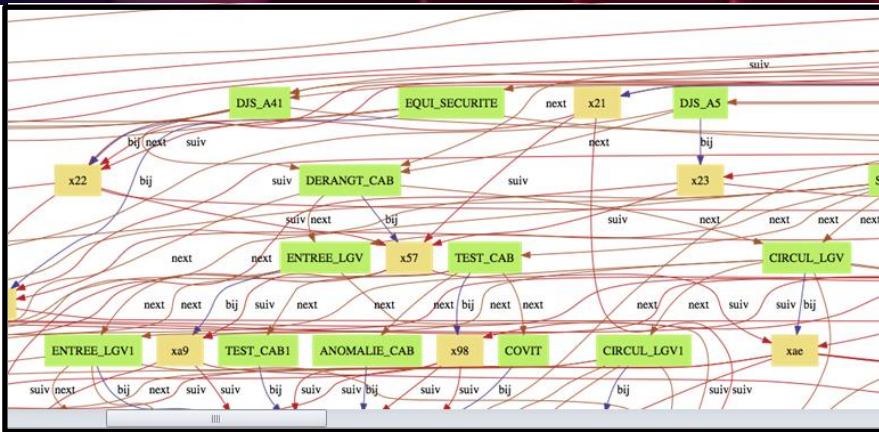 suiv
DJS_A41 EQUI_SECURITE next x21 DJS_A5
bij next suiv next bij
x22 bij suiv DERANGT_CAB suiv x23 S
suiv next bij suiv next next next
next next ENTREE_LGV x57 TEST_CAB CIRCUL_LGV
next next bij suiv next next bij next next next next suiv suiv bij
ENTREE_LGV1 xa9 TEST_CAB1 ANOMALIE_CAB x98 COVIT CIRCUL_LGV1 xae
suiv next bij suiv suiv bij suiv bij suiv suiv bij bij suiv suiv